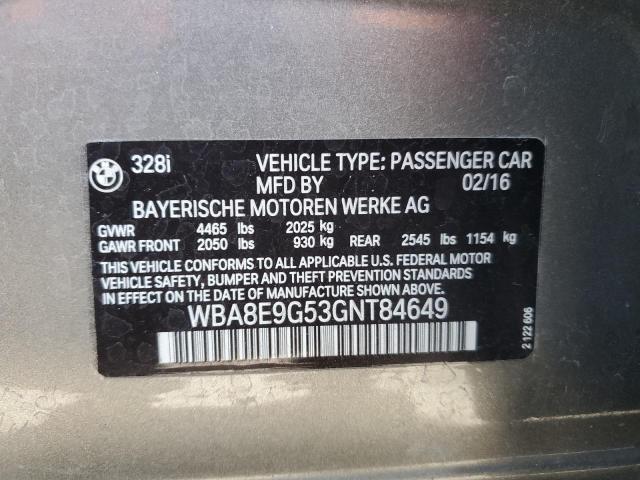 BMW 328i VEHICLE TYPE: PASSENGER CAR
MFD BY 02/16
BAYERISCHE MOTOREN WERKE AG
GVWR 4465 lbs 2025 kg
GAWR FRONT 2050 lbs 930 kg REAR 2545 lbs 1154 kg
THIS VEHICLE CONFORMS TO ALL APPLICABLE U.S. FEDERAL MOTOR
VEHICLE SAFETY, BUMPER AND THEFT PREVENTION STANDARDS
IN EFFECT ON THE DATE OF MANUFACTURE SHOWN ABOVE.
WBA8E9G53GNT84649
2 122 606